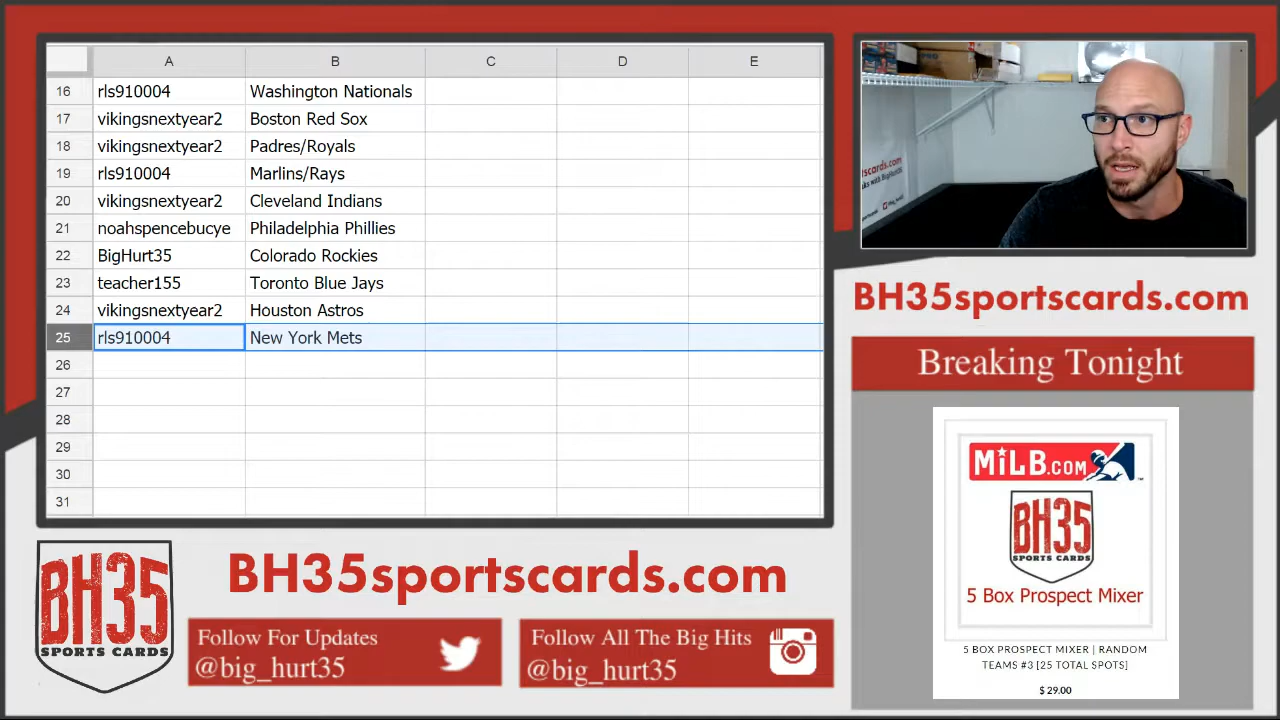 A B C D E
16 rls910004 Washington Nationals
17 vikingsnextyear2 Boston Red Sox
18 vikingsnextyear2 Padres/Royals
19 rls910004 Marlins/Rays
20 vikingsnextyear2 Cleveland Indians
21 noahspencebucye Philadelphia Phillies
22 BigHurt35 Colorado Rockies
23 teacher155 Toronto Blue Jays
24 vikingsnextyear2 Houston Astros
25 rls910004 New York Mets
26
27
28
29
30
31
scards.com
BH35sportscards.com
Breaking Tonight
MiLB.COM
BH35
SPORTS CARDS
5 Box Prospect Mixer
5 BOX PROSPECT MIXER | RANDOM
TEAMS #3 [25 TOTAL SPOTS]
$ 29.00
BH35
SPORTS CARDS
BH35sportscards.com
Follow For Updates
@big_hurt35
Follow All The Big Hits
@big_hurt35